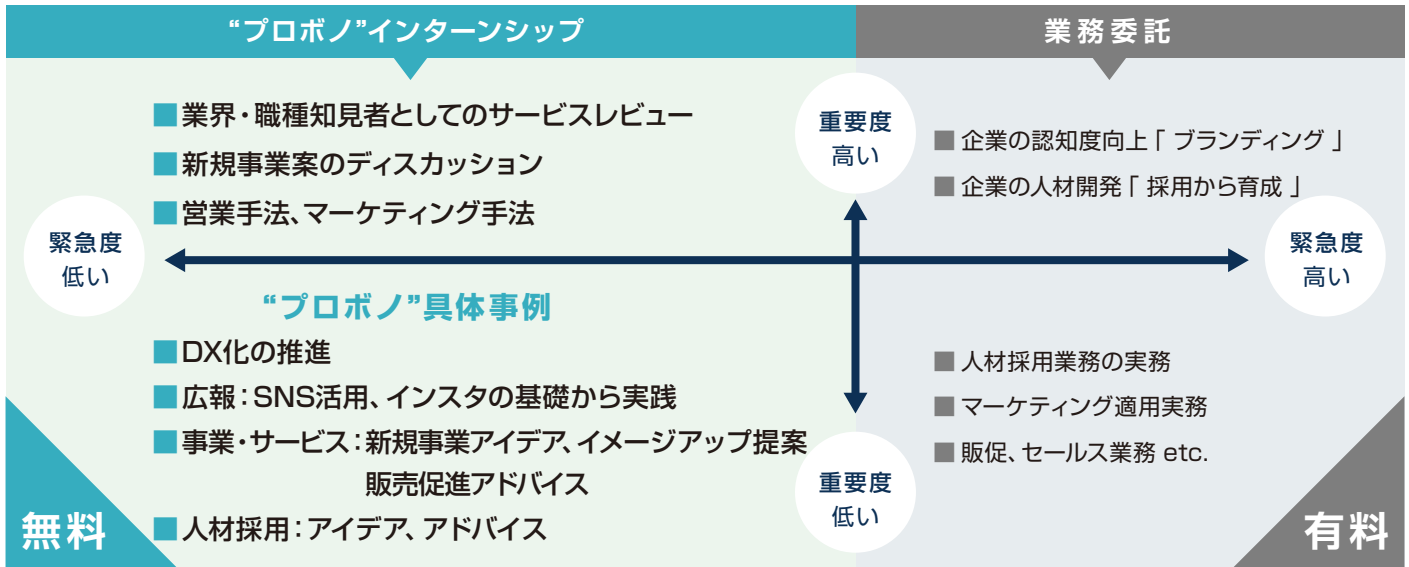 “プロボノ”インターンシップ
業務委託
■業界・職種知見者としてのサービスレビュー
■新規事業案のディスカッション
■営業手法、マーケティング手法
重要度
高い
■ 企業の認知度向上「 ブランディング 」
■ 企業の人材開発「 採用から育成 」
緊急度
低い
緊急度
高い
“プロボノ”具体事例
■DX化の推進
■広報：SNS活用、インスタの基礎から実践
■事業・サービス：新規事業アイデア、イメージアップ提案
販売促進アドバイス
■人材採用：アイデア、アドバイス
重要度
低い
■ 人材採用業務の実務
■ マーケティング適用実務
■ 販促、セールス業務 etc.
無料
有料